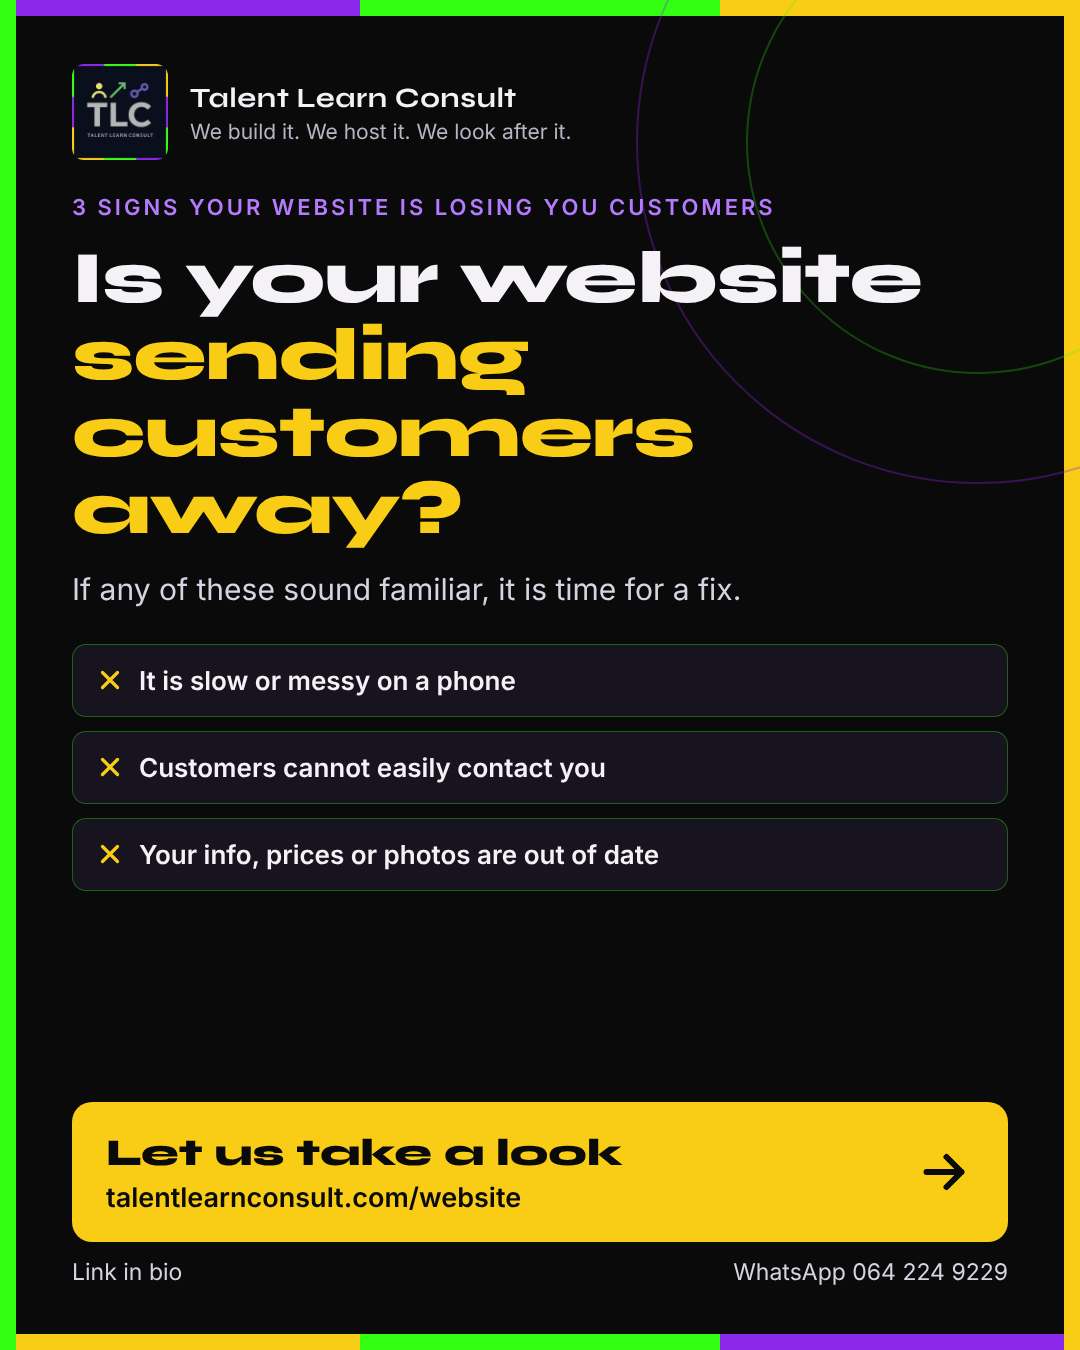 TLC
TALENT LEARN CONSULT
Talent Learn Consult
We build it. We host it. We look after it.
3 SIGNS YOUR WEBSITE IS LOSING YOU CUSTOMERS
Is your website
sending
customers
away?
If any of these sound familiar, it is time for a fix.
✕ It is slow or messy on a phone
✕ Customers cannot easily contact you
✕ Your info, prices or photos are out of date
Let us take a look
talentlearnconsult.com/website
Link in bio
WhatsApp 064 224 9229